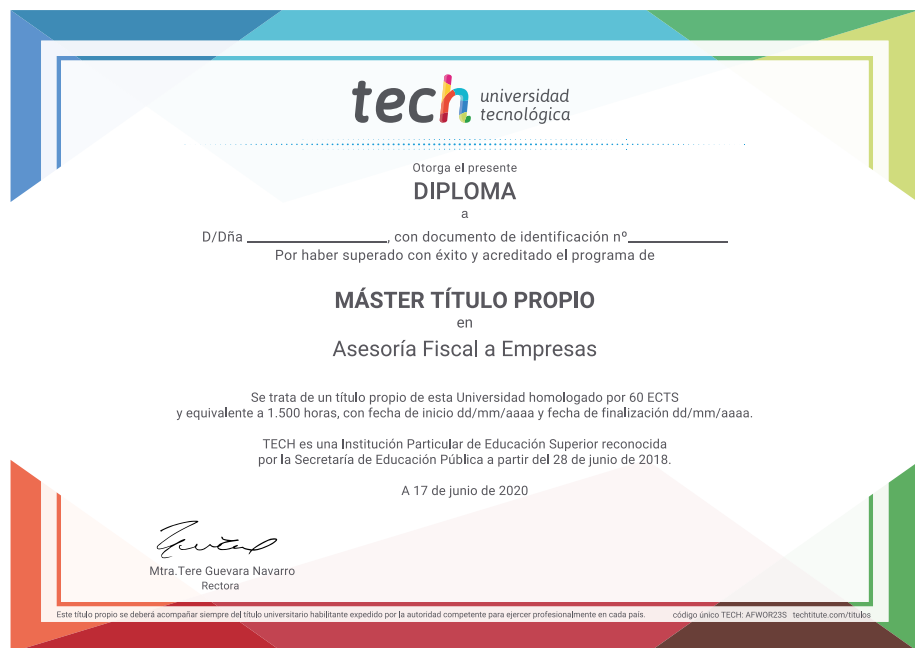 tech universidad
tecnológica
Otorga el presente
DIPLOMA
a
D/Dña ____________, con documento de identificación nº____________
Por haber superado con éxito y acreditado el programa de
MÁSTER TÍTULO PROPIO
en
Asesoría Fiscal a Empresas
Se trata de un título propio de esta Universidad homologado por 60 ECTS
y equivalente a 1.500 horas, con fecha de inicio dd/mm/aaaa y fecha de finalización dd/mm/aaaa.
TECH es una Institución Particular de Educación Superior reconocida
por la Secretaría de Educación Pública a partir del 28 de junio de 2018.
A 17 de junio de 2020
Mtra.Tere Guevara Navarro
Rectora
Este título propio se deberá acompañar siempre del título universitario habilitante expedido por la autoridad competente para ejercer profesionalmente en cada país. código único TECH: AFWOR23S techtitute.com/titulos